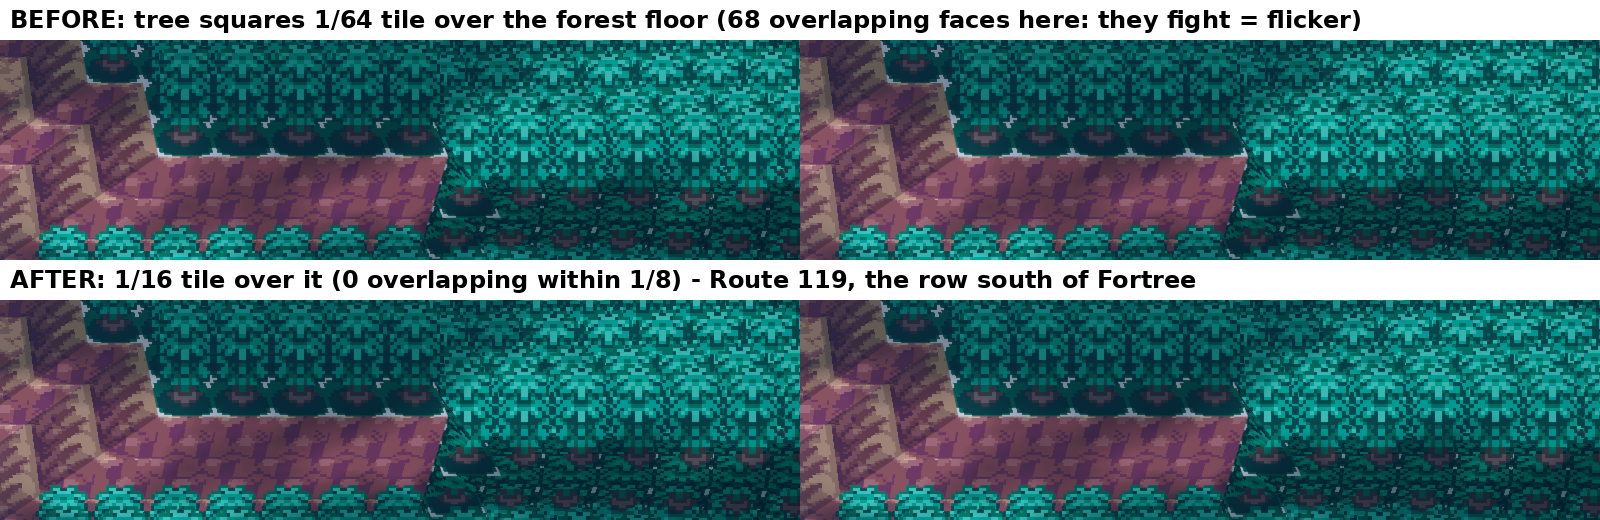 BEFORE: tree squares 1/64 tile over the forest floor (68 overlapping faces here: they fight = flicker)
AFTER: 1/16 tile over it (0 overlapping within 1/8) - Route 119, the row south of Fortree